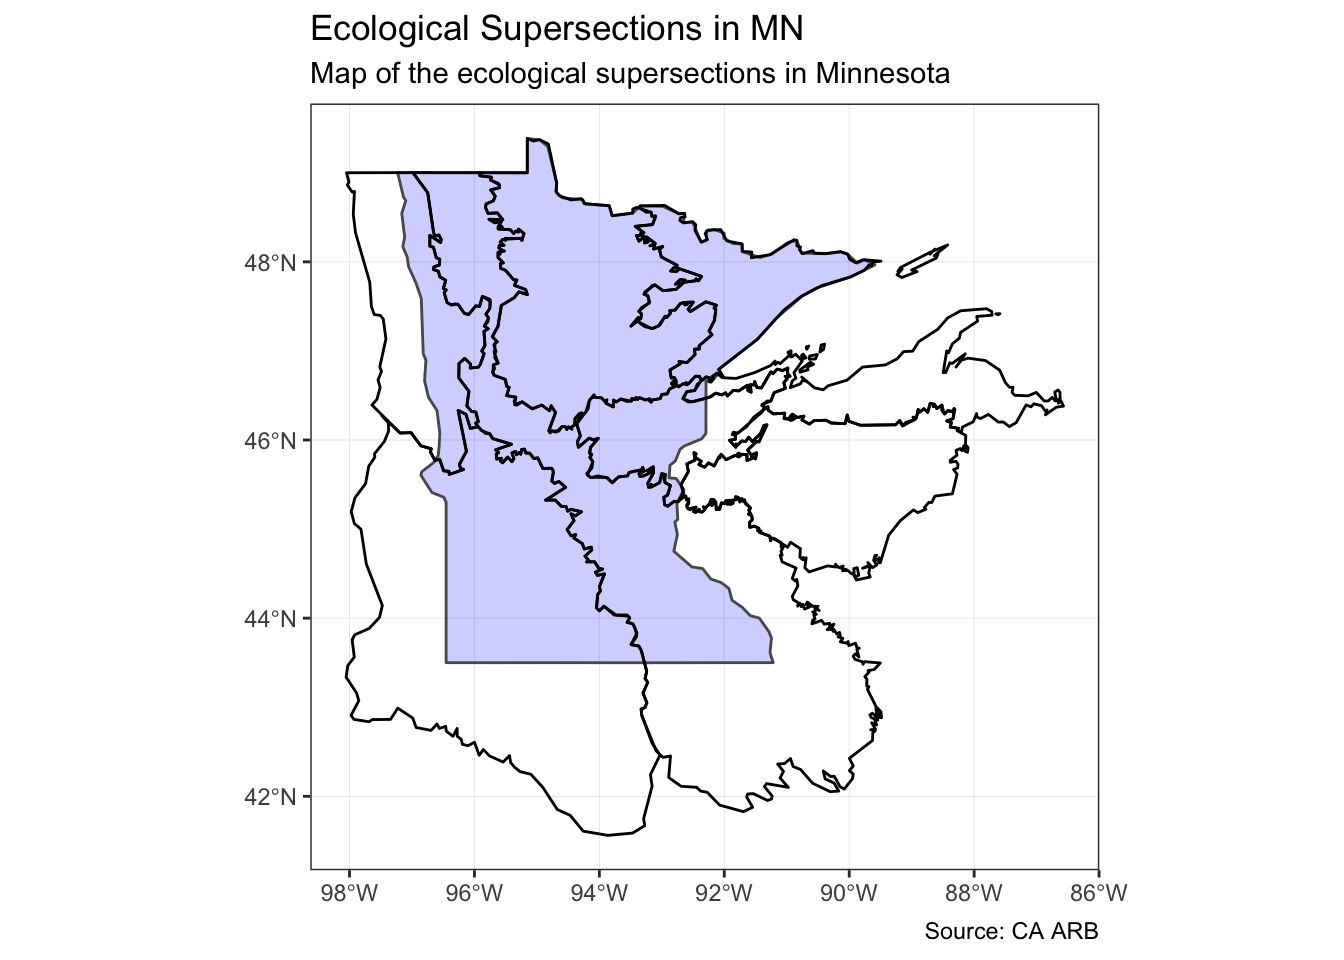 Ecological Supersections in MN
Map of the ecological supersections in Minnesota
48°N
46°N
44°N
42°N
98°W 96°W 94°W 92°W 90°W 88°W 86°W
Source: CA ARB